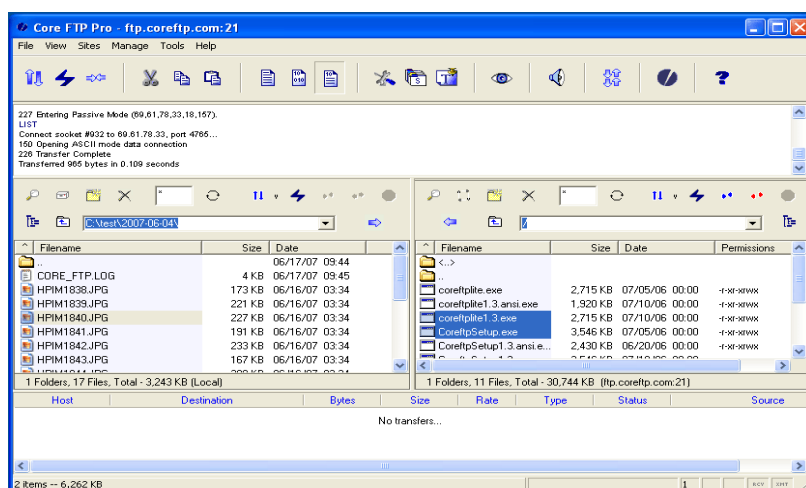 Core FTP Pro - ftp.coreftp.com:21
File View Sites Manage Tools Help
227 Entering Passive Mode (69,61,78,33,18,157).
LIST
Connect socket #932 to 69.61.78.33, port 4765...
150 Opening ASCII mode data connection
226 Transfer Complete
Transferred 965 bytes in 0.109 seconds
C:\test\2007-06-04\
/
^ Filename Size Date
..  06/17/07 09:44
CORE_FTP.LOG 4 KB 06/17/07 09:45
HPIM1838.JPG 173 KB 06/16/07 03:34
HPIM1839.JPG 221 KB 06/16/07 03:34
HPIM1840.JPG 227 KB 06/16/07 03:34
HPIM1841.JPG 191 KB 06/16/07 03:34
HPIM1842.JPG 233 KB 06/16/07 03:34
HPIM1843.JPG 167 KB 06/16/07 03:34
1 Folders, 17 Files, Total - 3,243 KB (Local)
^ Filename Size Date Permissions
<..>
..
coreftplite.exe 2,715 KB 07/05/06 00:00 -r-xr-xrwx
coreftplite1.3.ansi.exe 1,920 KB 07/10/06 00:00 -r-xr-xrwx
coreftplite1.3.exe 2,715 KB 07/10/06 00:00 -r-xr-xrwx
CoreftpSetup.exe 3,546 KB 07/05/06 00:00 -r-xr-xrwx
CoreftpSetup1.3.ansi.e... 2,430 KB 06/20/06 00:00 -r-xr-xrwx
1 Folders, 11 Files, Total - 30,744 KB (ftp.coreftp.com:21)
Host Destination Bytes Size Rate Type Status Source
No transfers...
2 items -- 6,262 KB 1 RCV XMT